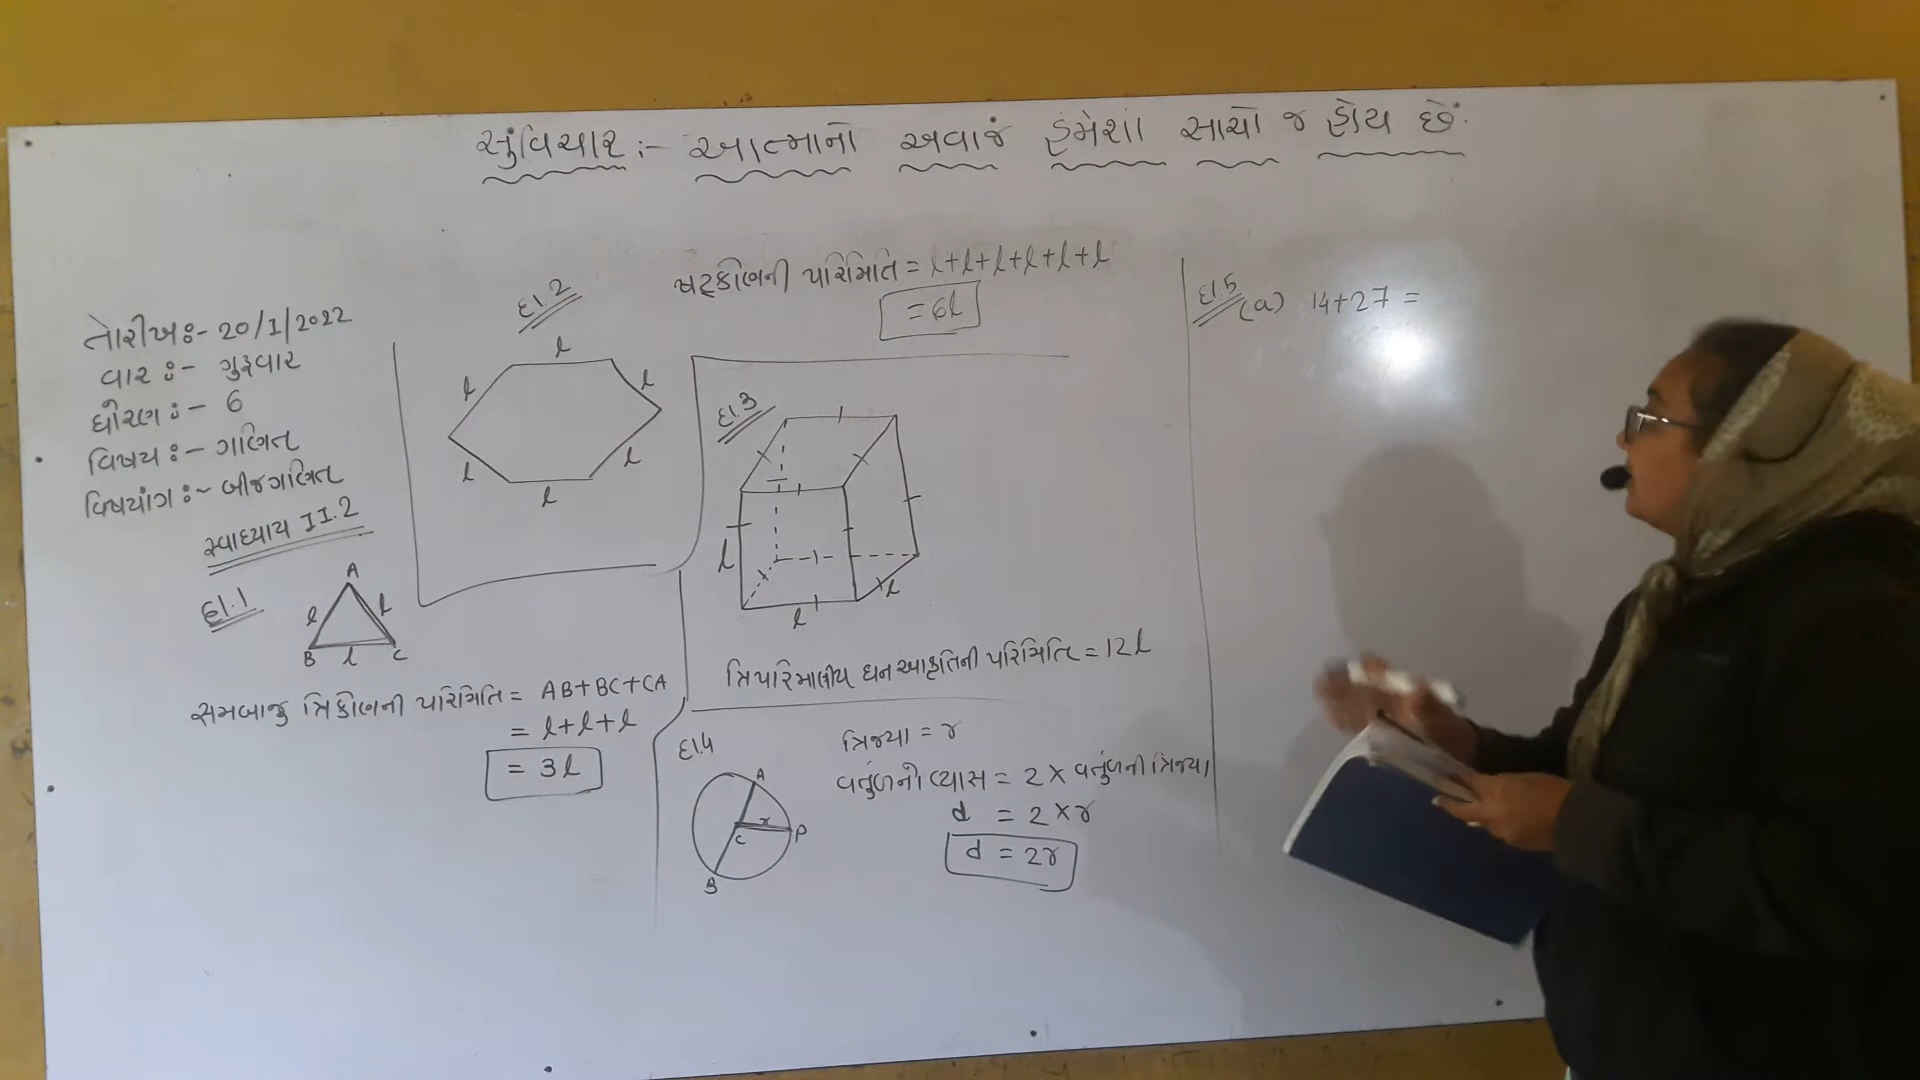 સુંવિચાર :- આત્માનો અવાજ હંમેશા સાચો જ હોય છે.
તારીખ :- 20/1/2022
વાર :- ગુરૂવાર
ધોરણ :- 6
વિષય :- ગણિત
વિષયાંગ :- બીજગણિત
સ્વાધ્યાય 11.2
દા.1
A
l
l
B
l
C
સમબાજુ ત્રિકોણની પરિમિતિ = AB+BC+CA
= l+l+l
= 3l
દા.2
l
l
l
l
l
l
ષટ્કોણની પરિમિતિ = l+l+l+l+l+l
= 6l
દા.3
l
l
l
ત્રિપરિમાણીય ઘન આકૃતિની પરિમિતિ = 12l
દા.4
A
r
P
C
B
ત્રિજ્યા = r
વર્તુળનો વ્યાસ = 2 × વર્તુળની ત્રિજ્યા
d = 2×r
d = 2r
દા.5
(a) 14+27 =